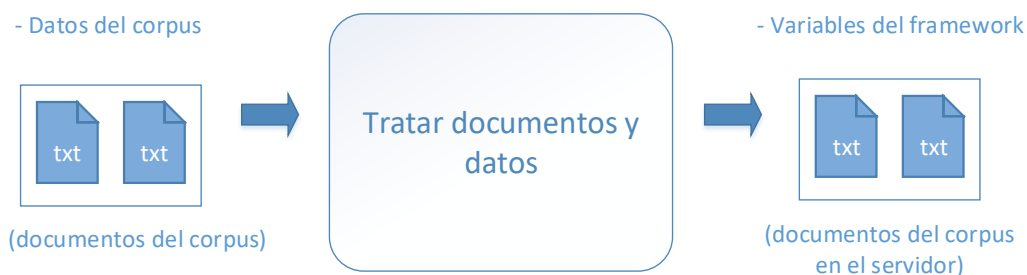 - Datos del corpus
txt
txt
(documentos del corpus)
Tratar documentos y
datos
- Variables del framework
txt
txt
(documentos del corpus
en el servidor)